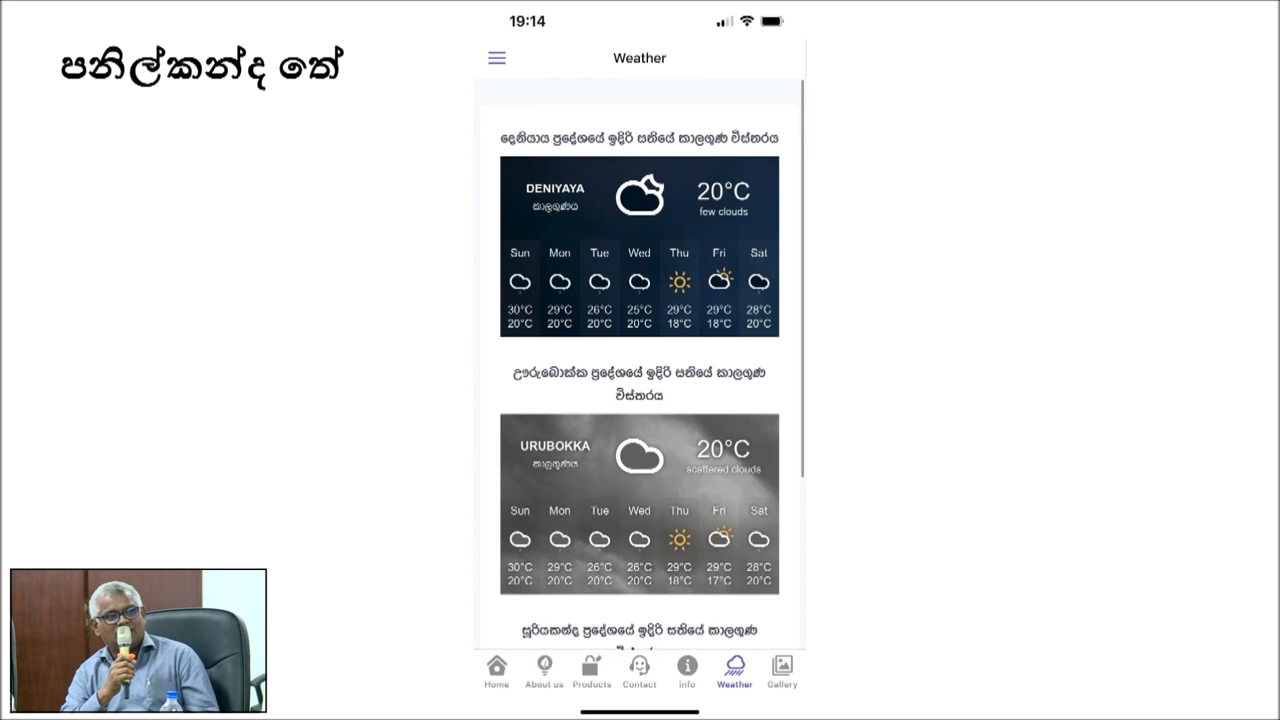 19:14
පනිල්කන්ද තේ
Weather
දෙනියාය ප්‍රදේශයේ ඉදිරි සතියේ කාලගුණ විස්තරය
DENIYAYA
කාලගුණය
20°C
few clouds
Sun Mon Tue Wed Thu Fri Sat
30°C 29°C 26°C 25°C 29°C 29°C 28°C
20°C 20°C 20°C 20°C 18°C 18°C 20°C
ඌරුබොක්ක ප්‍රදේශයේ ඉදිරි සතියේ කාලගුණ
විස්තරය
URUBOKKA
කාලගුණය
20°C
scattered clouds
Sun Mon Tue Wed Thu Fri Sat
30°C 29°C 26°C 26°C 29°C 29°C 28°C
20°C 20°C 20°C 20°C 18°C 17°C 20°C
සූරියකන්ද ප්‍රදේශයේ ඉදිරි සතියේ කාලගුණ
Home About us Products Contact Info Weather Gallery